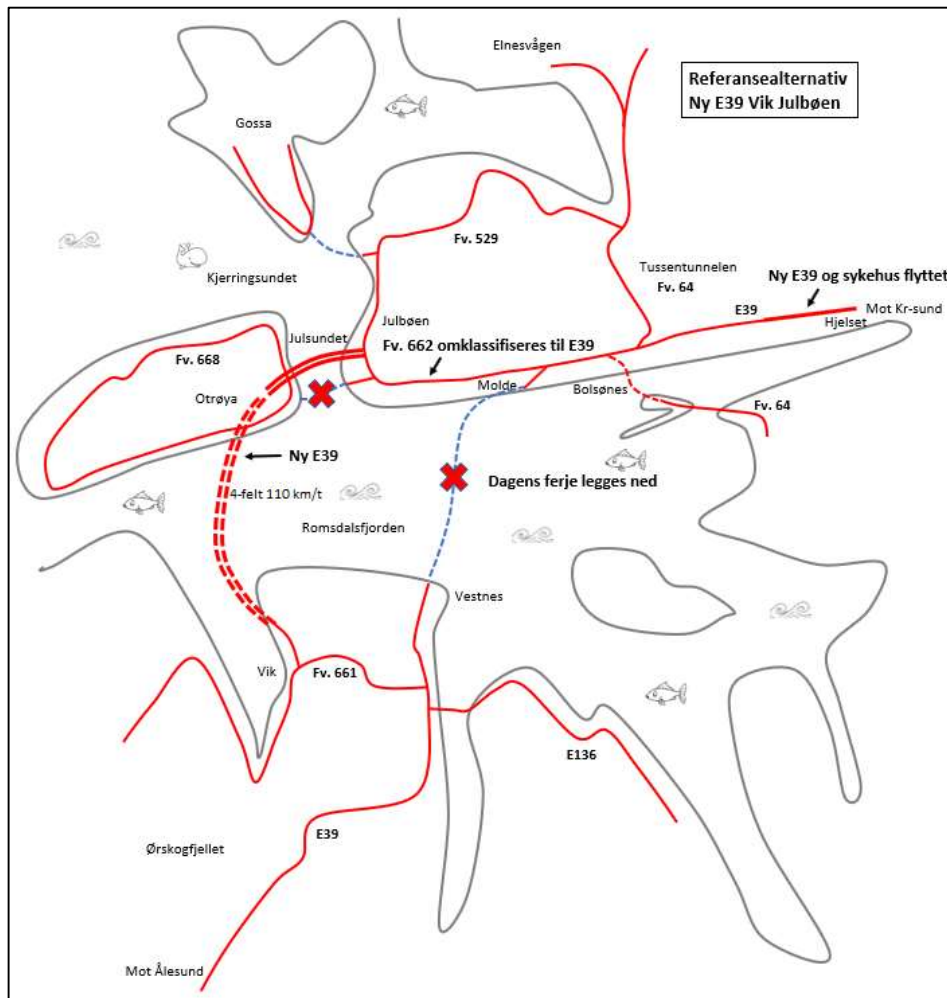 Elnesvågen
Referansealternativ
Ny E39 Vik Julbøen
Gossa
Fv. 529
Kjerringsundet
Tussentunnelen
Fv. 64
Ny E39 og sykehus flyttet
E39
Mot Kr-sund
Hjelset
Julbøen
Julsundet
Fv. 662 omklassifiseres til E39
Fv. 668
Otrøya
Molde
Bolsønes
Fv. 64
Ny E39
4-felt 110 km/t
Dagens ferje legges ned
Romsdalsfjorden
Vestnes
Vik
Fv. 661
E136
E39
Ørskogfjellet
Mot Ålesund